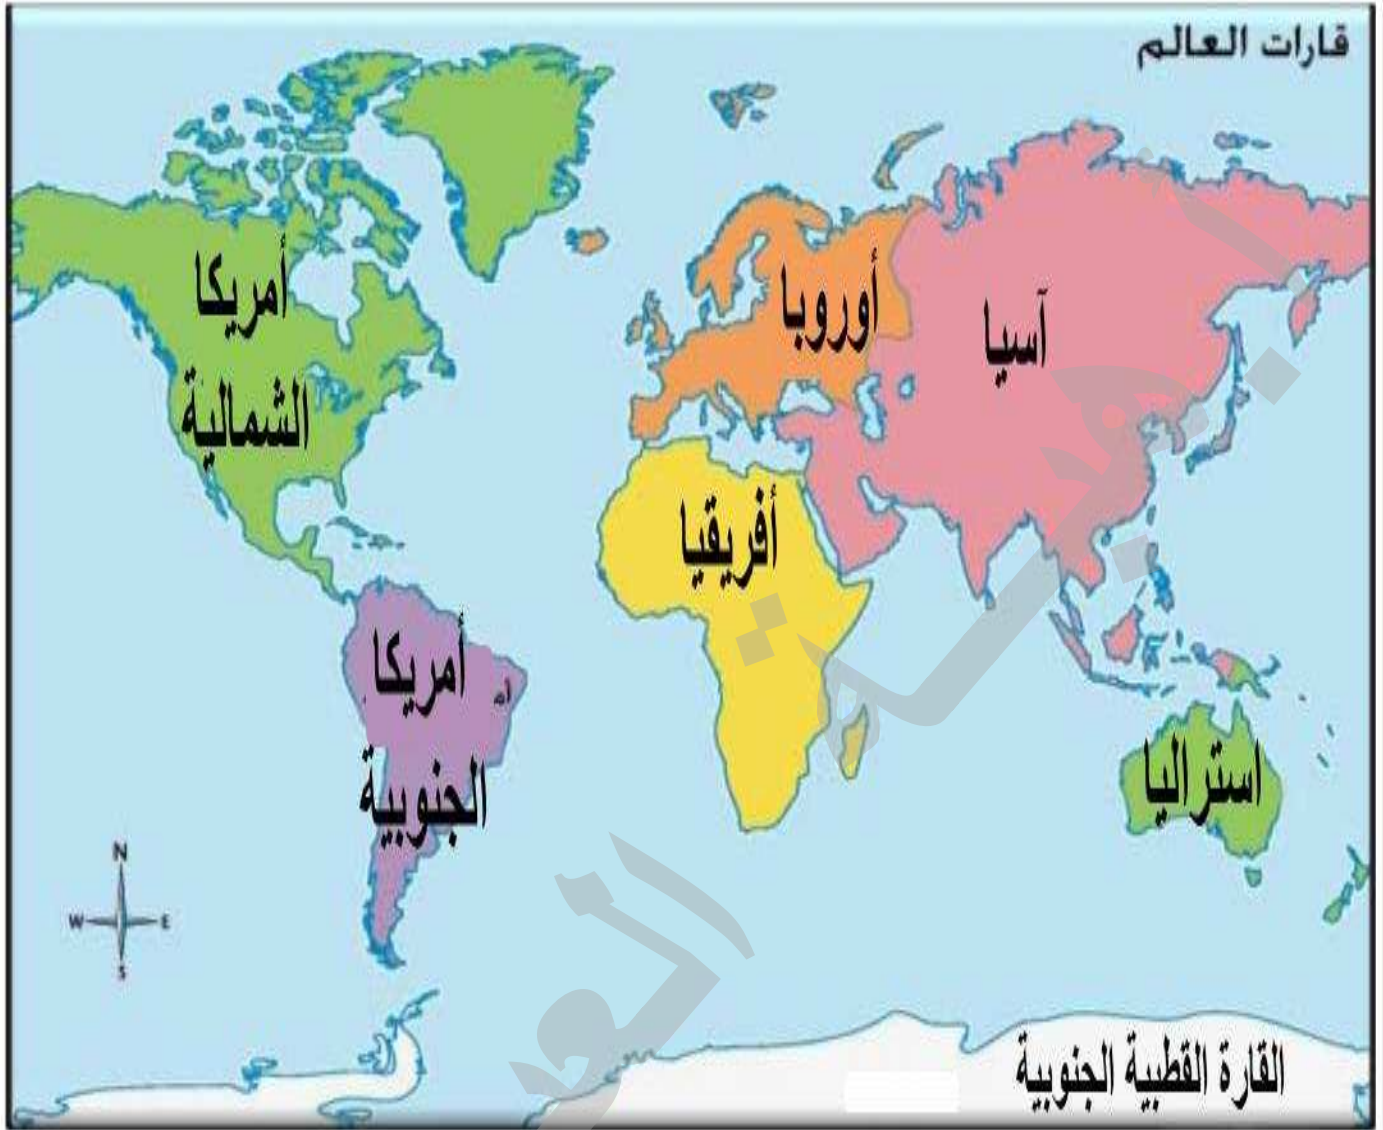 قارات العالم
أمريكا
الشمالية
أوروبا
آسيا
أفريقيا
أمريكا
الجنوبية
استراليا
N
W
E
S
القارة القطبية الجنوبية